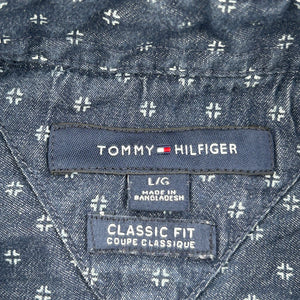 TOMMY HILFIGER
L/G
MADE IN
BANGLADESH
CLASSIC FIT
COUPE CLASSIQUE